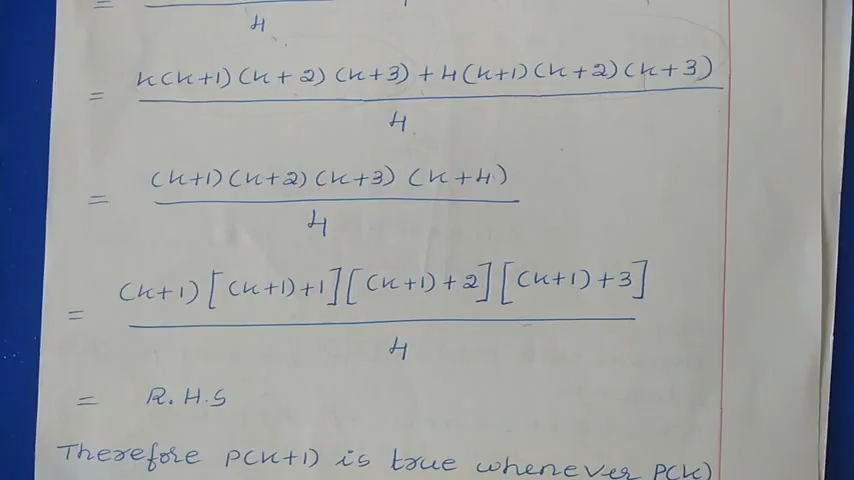 = 4
= k(k+1)(k+2)(k+3)+4(k+1)(k+2)(k+3)
4
= (k+1)(k+2)(k+3)(k+4)
4
= (k+1)[(k+1)+1][(k+1)+2][(k+1)+3]
4
= R.H.S
Therefore P(k+1) is true whenever P(k)